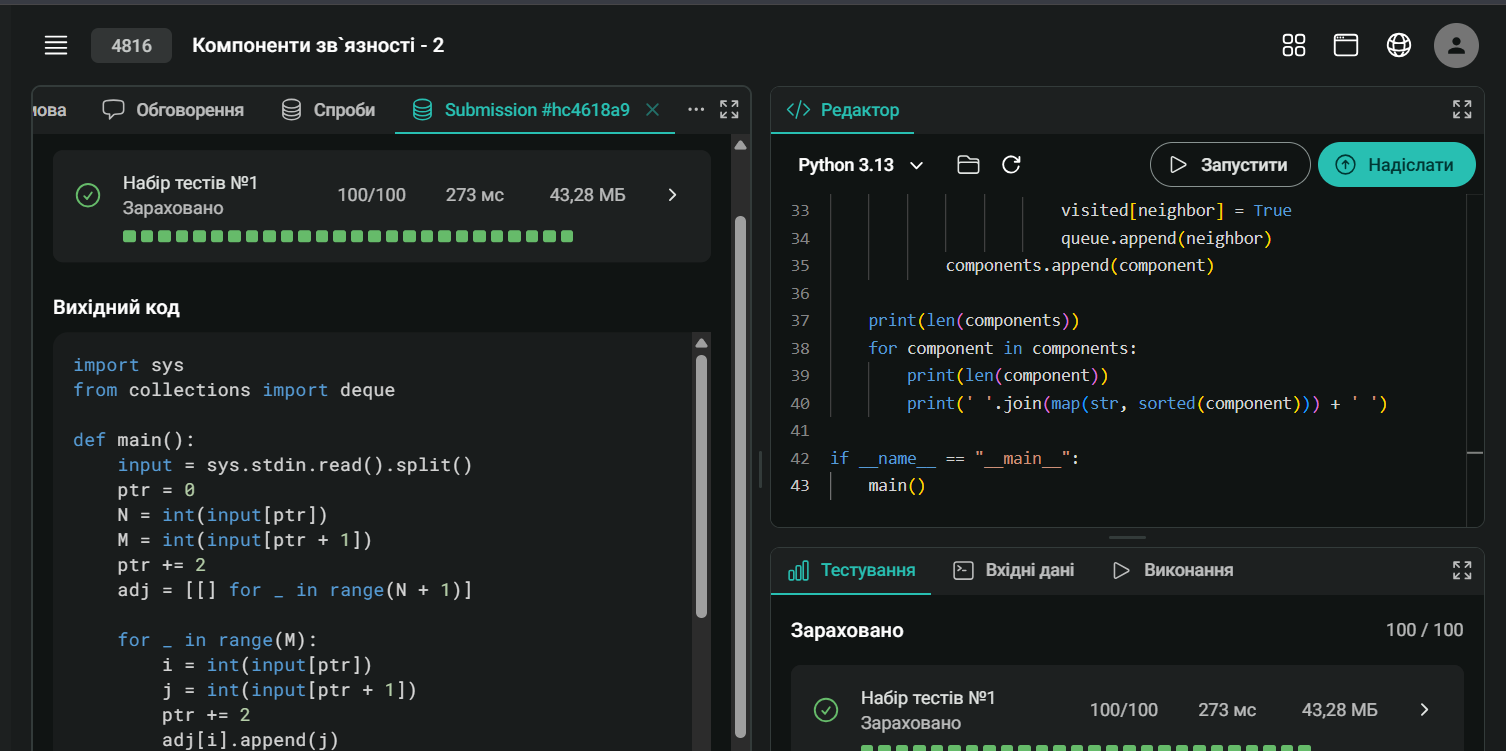 4816 Компоненти зв`язності - 2
мова Обговорення Спроби Submission #hc4618a9
Набір тестів №1
Зараховано
100/100 273 мс 43,28 МБ
Вихідний код
import sys
from collections import deque
def main():
    input = sys.stdin.read().split()
    ptr = 0
    N = int(input[ptr])
    M = int(input[ptr + 1])
    ptr += 2
    adj = [[] for _ in range(N + 1)]
    for _ in range(M):
        i = int(input[ptr])
        j = int(input[ptr + 1])
        ptr += 2
        adj[i].append(j)
Редактор
Python 3.13 Запустити Надіслати
33 visited[neighbor] = True
34 queue.append(neighbor)
35 components.append(component)
36
37 print(len(components))
38 for component in components:
39 print(len(component))
40 print(' '.join(map(str, sorted(component))) + ' ')
41
42 if __name__ == "__main__":
43 main()
Тестування Вхідні дані Виконання
Зараховано 100 / 100
Набір тестів №1
Зараховано
100/100 273 мс 43,28 МБ